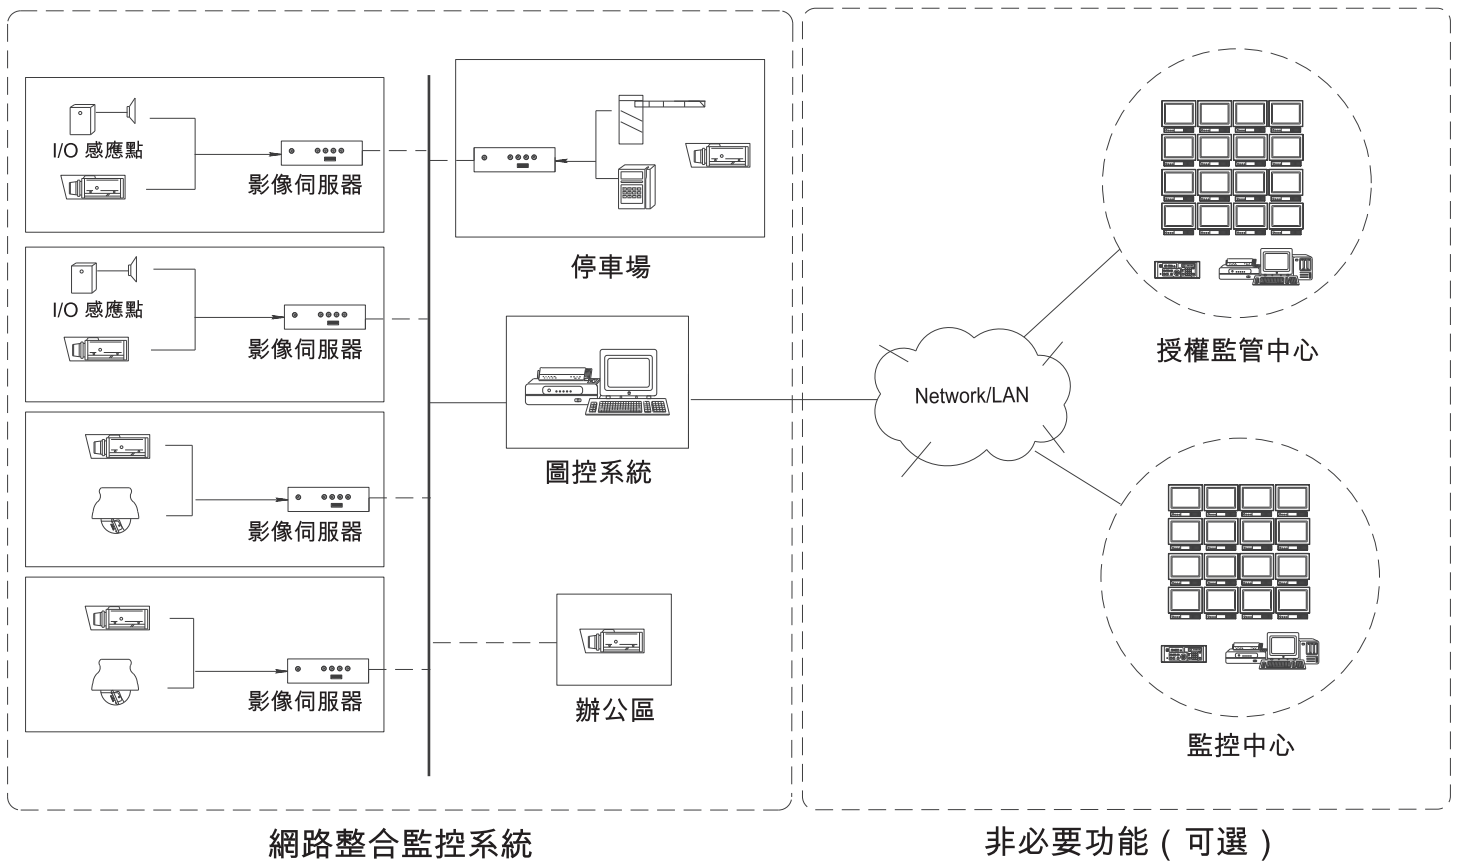 I/O 感應點
影像伺服器
I/O 感應點
影像伺服器
影像伺服器
影像伺服器
停車場
圖控系統
辦公區
網路整合監控系統
Network/LAN
授權監管中心
監控中心
非必要功能 ( 可選 )